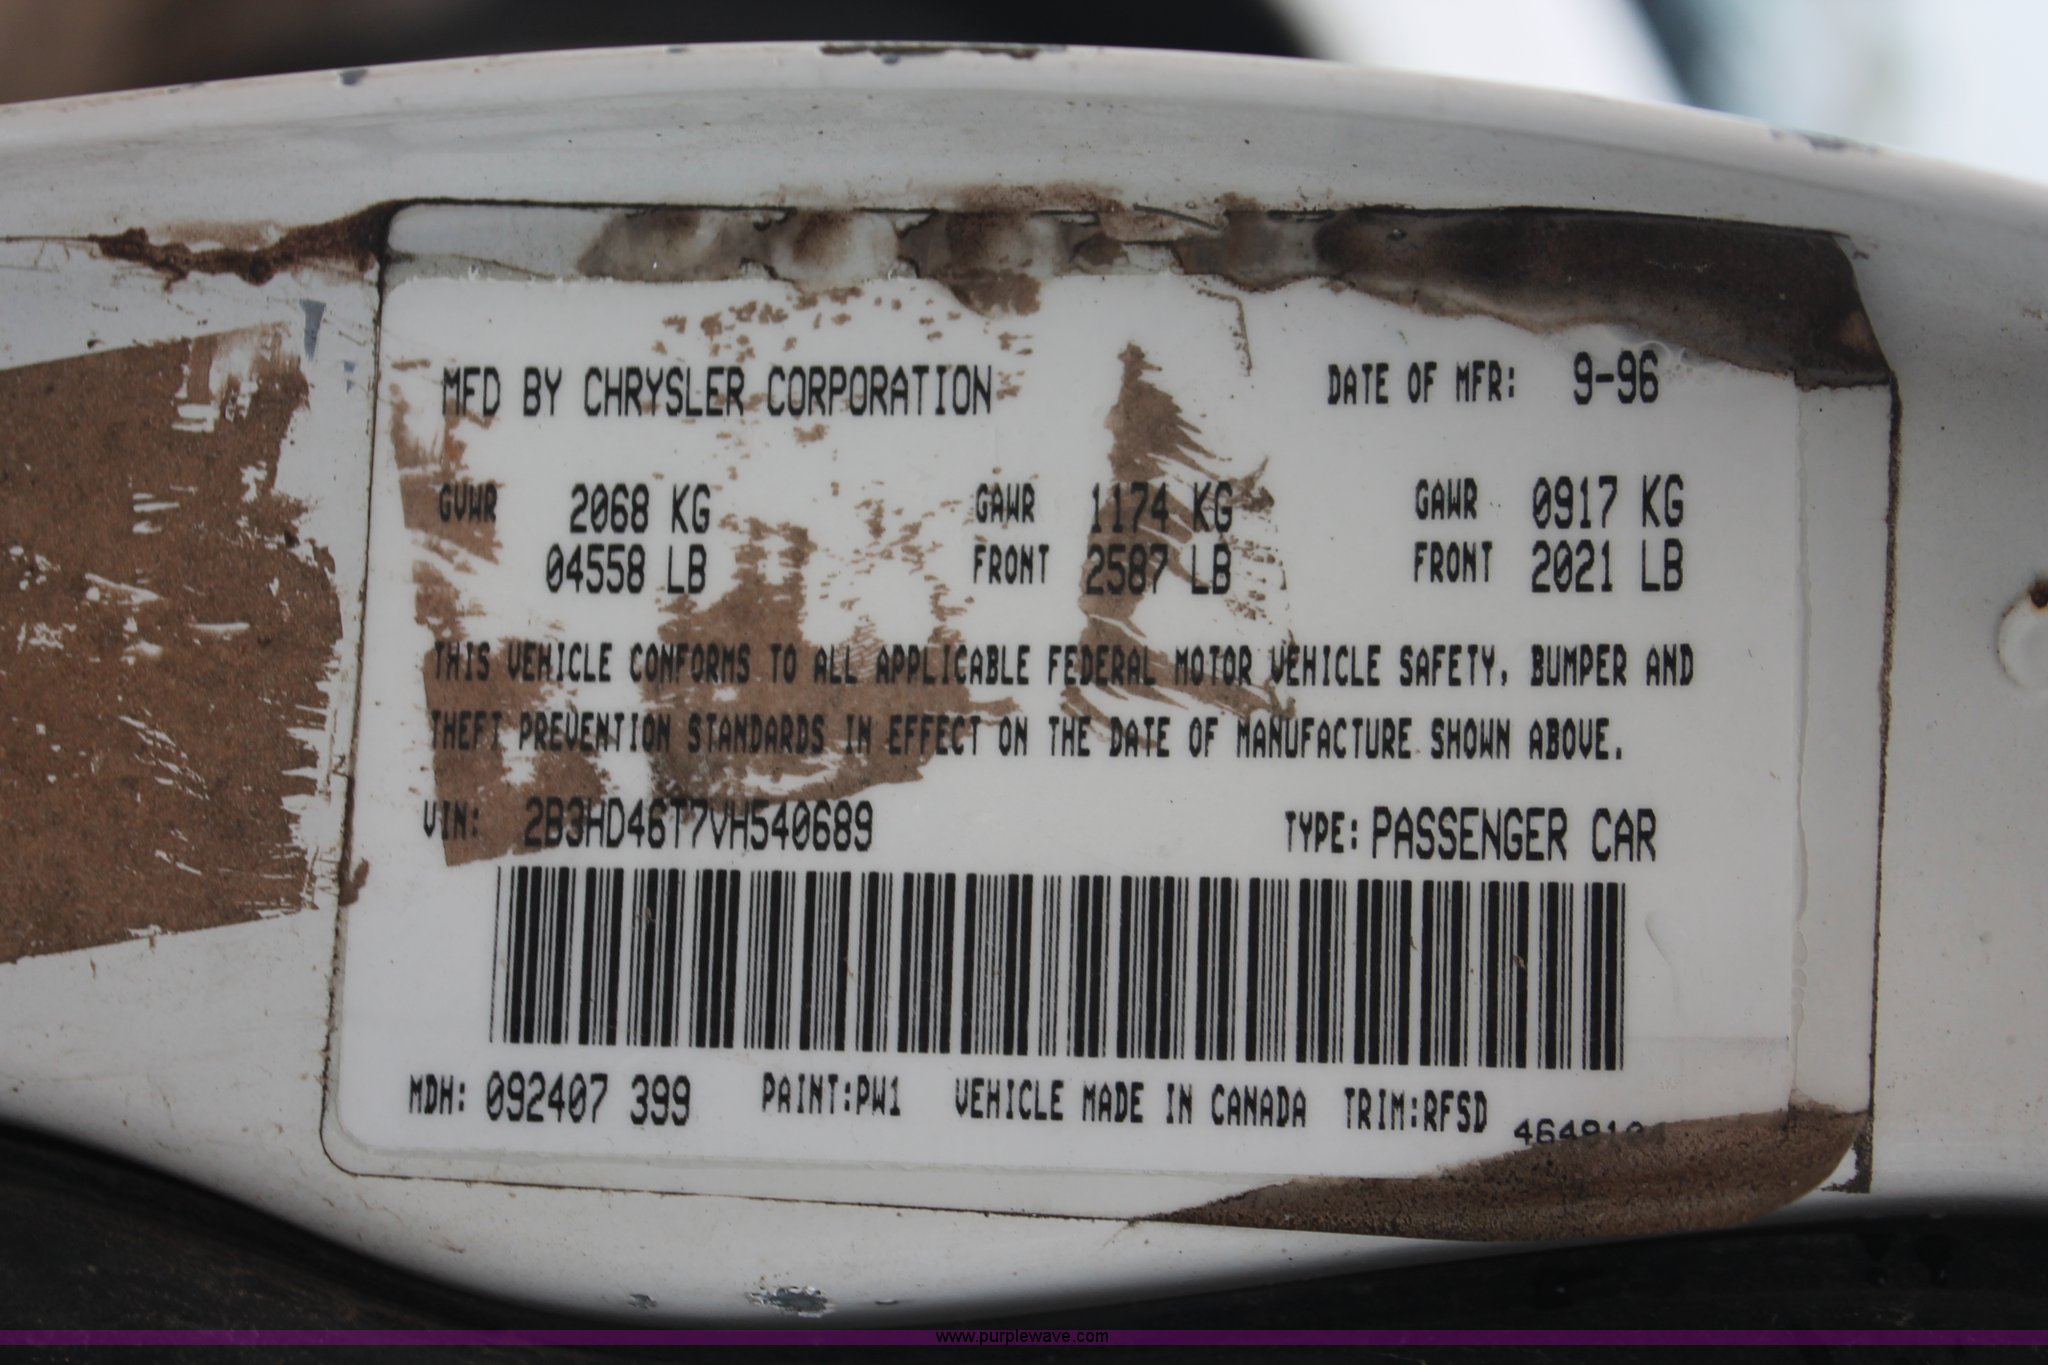 MFD BY CHRYSLER CORPORATION DATE OF MFR: 9-96
GVWR 2068 KG GAWR 1174 KG GAWR 0917 KG
04558 LB FRONT 2587 LB FRONT 2021 LB
THIS VEHICLE CONFORMS TO ALL APPLICABLE FEDERAL MOTOR VEHICLE SAFETY, BUMPER AND
THEFT PREVENTION STANDARDS IN EFFECT ON THE DATE OF MANUFACTURE SHOWN ABOVE.
VIN: 2B3HD46T7VH540689 TYPE: PASSENGER CAR
MDH: 092407 399 PAINT:PW1 VEHICLE MADE IN CANADA TRIM:RFSD
www.purplewave.com